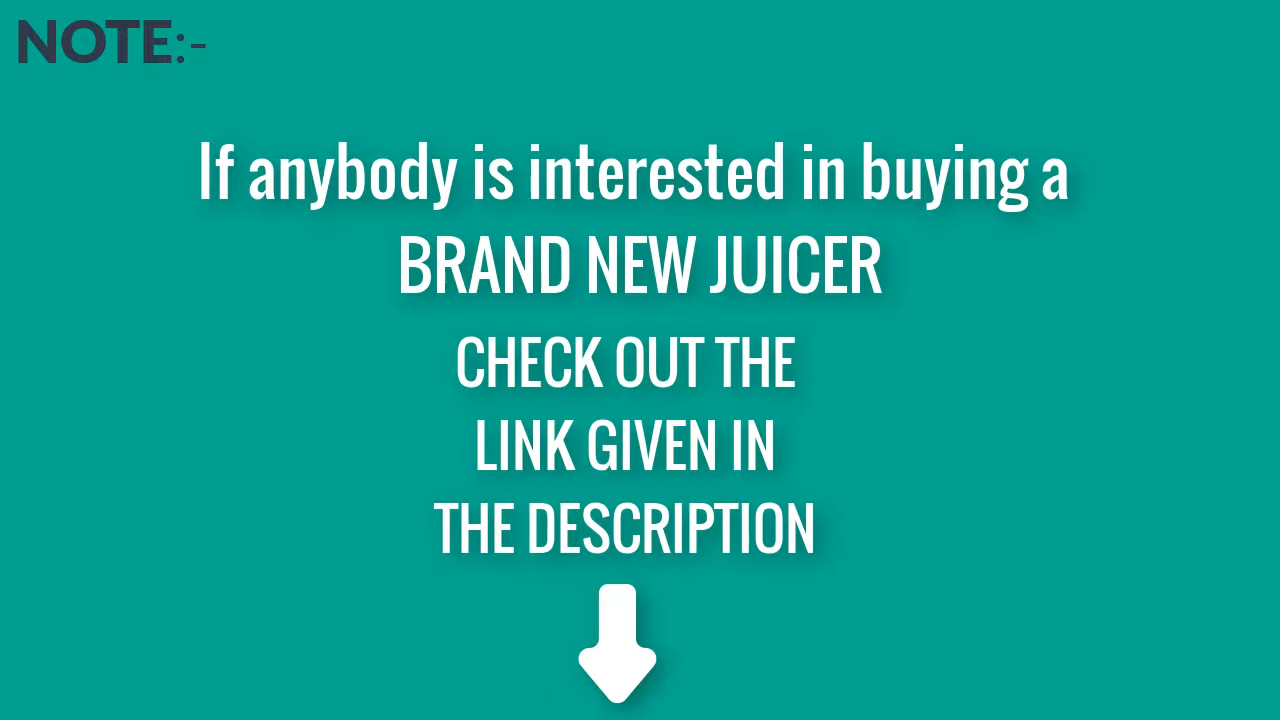 NOTE:-
If anybody is interested in buying a
BRAND NEW JUICER
CHECK OUT THE
LINK GIVEN IN
THE DESCRIPTION